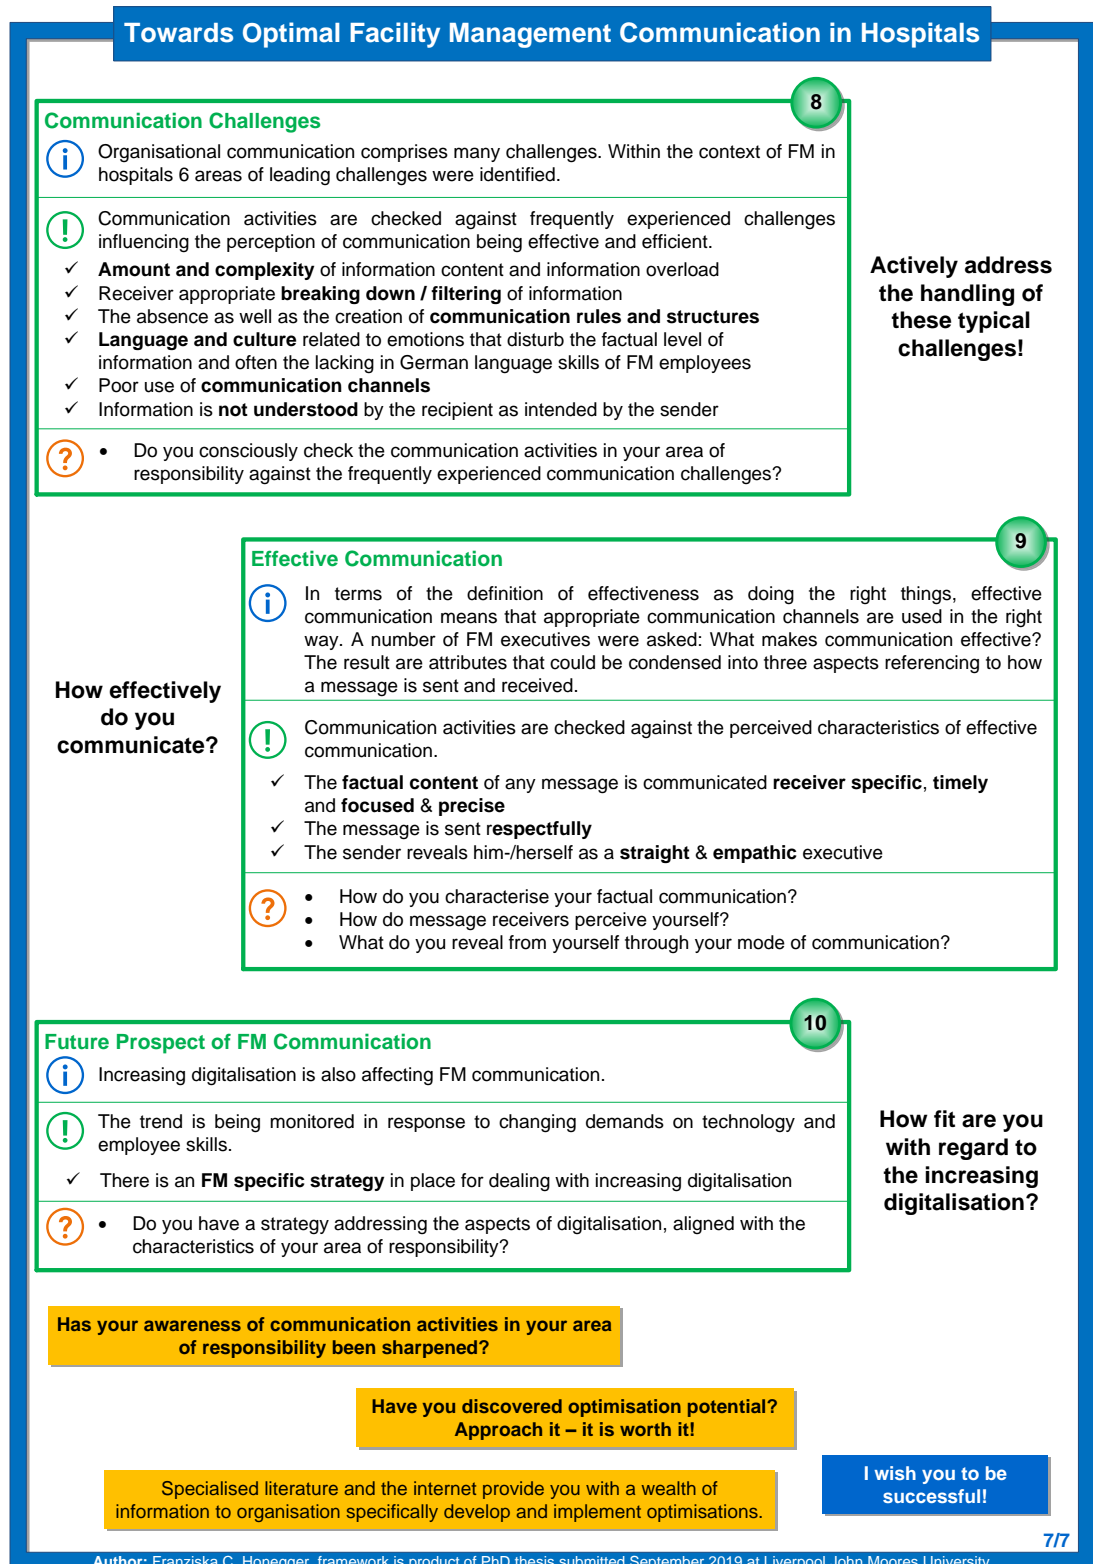 Towards Optimal Facility Management Communication in Hospitals
8
Communication Challenges
i
Organisational communication comprises many challenges. Within the context of FM in
hospitals 6 areas of leading challenges were identified.
!
Communication activities are checked against frequently experienced challenges
influencing the perception of communication being effective and efficient.
✓ Amount and complexity of information content and information overload
✓ Receiver appropriate breaking down / filtering of information
✓ The absence as well as the creation of communication rules and structures
✓ Language and culture related to emotions that disturb the factual level of
information and often the lacking in German language skills of FM employees
✓ Poor use of communication channels
✓ Information is not understood by the recipient as intended by the sender
?
• Do you consciously check the communication activities in your area of
responsibility against the frequently experienced communication challenges?
Actively address
the handling of
these typical
challenges!
How effectively
do you
communicate?
9
Effective Communication
i
In terms of the definition of effectiveness as doing the right things, effective
communication means that appropriate communication channels are used in the right
way. A number of FM executives were asked: What makes communication effective?
The result are attributes that could be condensed into three aspects referencing to how
a message is sent and received.
!
Communication activities are checked against the perceived characteristics of effective
communication.
✓ The factual content of any message is communicated receiver specific, timely
and focused & precise
✓ The message is sent respectfully
✓ The sender reveals him-/herself as a straight & empathic executive
?
• How do you characterise your factual communication?
• How do message receivers perceive yourself?
• What do you reveal from yourself through your mode of communication?
10
Future Prospect of FM Communication
i
Increasing digitalisation is also affecting FM communication.
!
The trend is being monitored in response to changing demands on technology and
employee skills.
✓ There is an FM specific strategy in place for dealing with increasing digitalisation
?
• Do you have a strategy addressing the aspects of digitalisation, aligned with the
characteristics of your area of responsibility?
How fit are you
with regard to
the increasing
digitalisation?
Has your awareness of communication activities in your area
of responsibility been sharpened?
Have you discovered optimisation potential?
Approach it – it is worth it!
Specialised literature and the internet provide you with a wealth of
information to organisation specifically develop and implement optimisations.
I wish you to be
successful!
7/7
Author: Franziska C. Honegger, framework is product of PhD thesis submitted September 2019 at Liverpool John Moores University